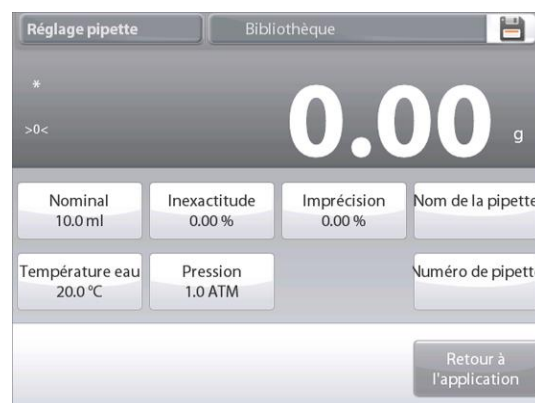 Réglage pipette
Bibliothèque
*
>0<
0.00 g
Nominal
10.0 ml
Inexactitude
0.00 %
Imprécision
0.00 %
Nom de la pipette
Température eau
20.0 °C
Pression
1.0 ATM
Numéro de pipett
Retour à
l'application